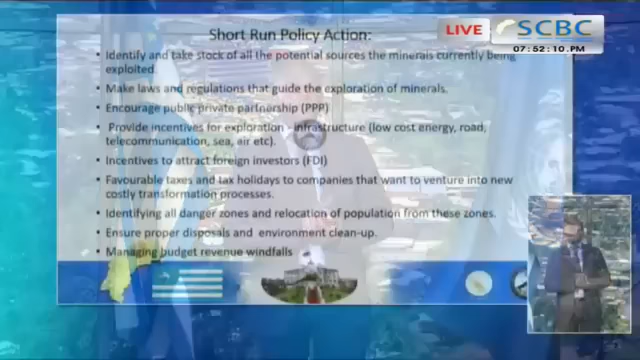 Short Run Policy Action:
LIVE
SCBC
07:52:10 PM
• Identify and take stock of all the potential sources the minerals currently being
exploited.
• Make laws and regulations that guide the exploration of minerals.
• Encourage public private partnership (PPP)
• Provide incentives for exploration - infrastructure (low cost energy, road,
telecommunication, sea, air etc).
• Incentives to attract foreign investors (FDI)
• Favourable taxes and tax holidays to companies that want to venture into new
costly transformation processes.
• Identifying all danger zones and relocation of population from these zones.
• Ensure proper disposals and environment clean-up.
• Managing budget revenue windfalls